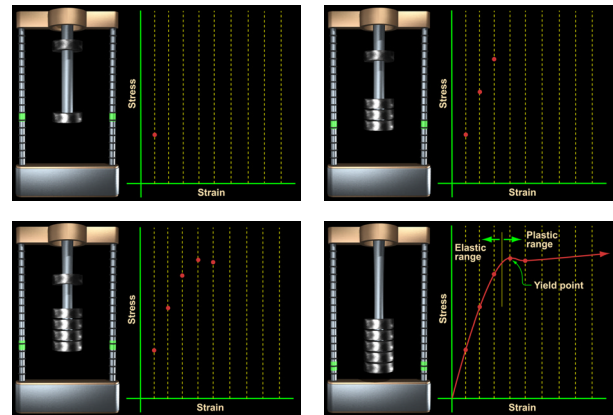 Stress
Strain
Stress
Strain
Stress
Strain
Elastic
range
Plastic
range
Yield point
Stress
Strain